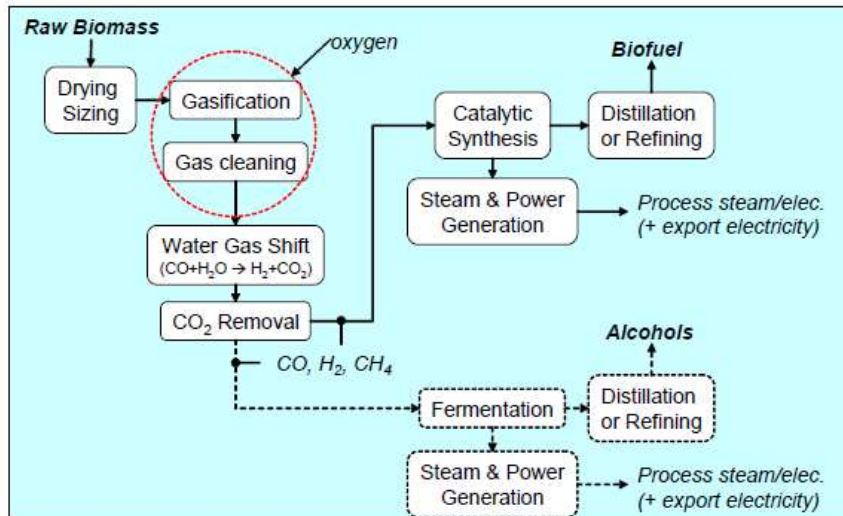 Raw Biomass
oxygen
Drying
Sizing
Gasification
Gas cleaning
Water Gas Shift
(CO+H₂O → H₂+CO₂)
CO₂ Removal
CO, H₂, CH₄
Biofuel
Catalytic
Synthesis
Distillation
or Refining
Steam & Power
Generation
Process steam/elec.
(+ export electricity)
Alcohols
Fermentation
Distillation
or Refining
Steam & Power
Generation
Process steam/elec.
(+ export electricity)